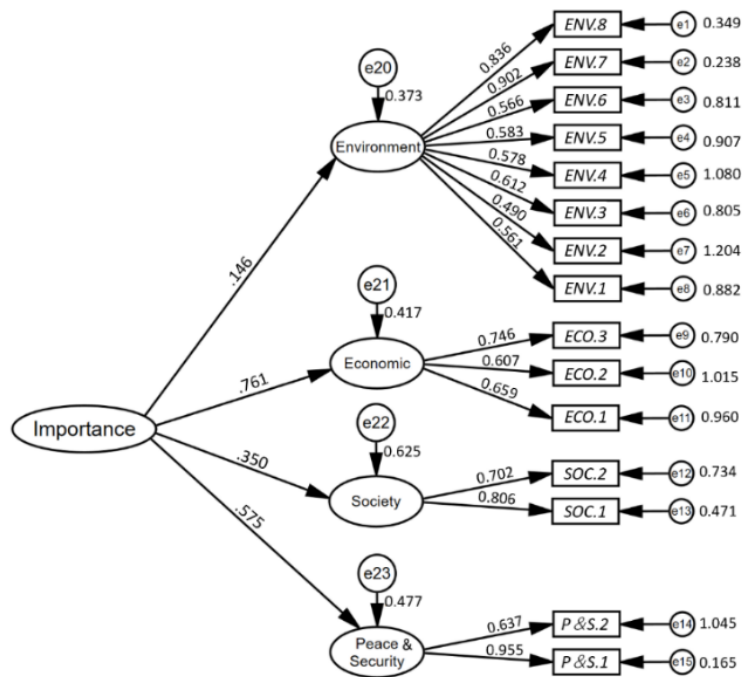 ENV.8 e1 0.349
0.836
e20
ENV.7 e2 0.238
0.902
0.373
ENV.6 e3 0.811
0.566
Environment
ENV.5 e4 0.907
0.583
ENV.4 e5 1.080
0.578
ENV.3 e6 0.805
0.612
ENV.2 e7 1.204
0.490
ENV.1 e8 0.882
0.561
.146
e21
0.417
ECO.3 e9 0.790
0.746
Economic
ECO.2 e10 1.015
0.607
ECO.1 e11 0.960
0.659
.761
Importance
e22
0.625
.350
SOC.2 e12 0.734
0.702
Society
SOC.1 e13 0.471
0.806
.575
e23
0.477
P&S.2 e14 1.045
0.637
Peace &
Security
P&S.1 e15 0.165
0.955